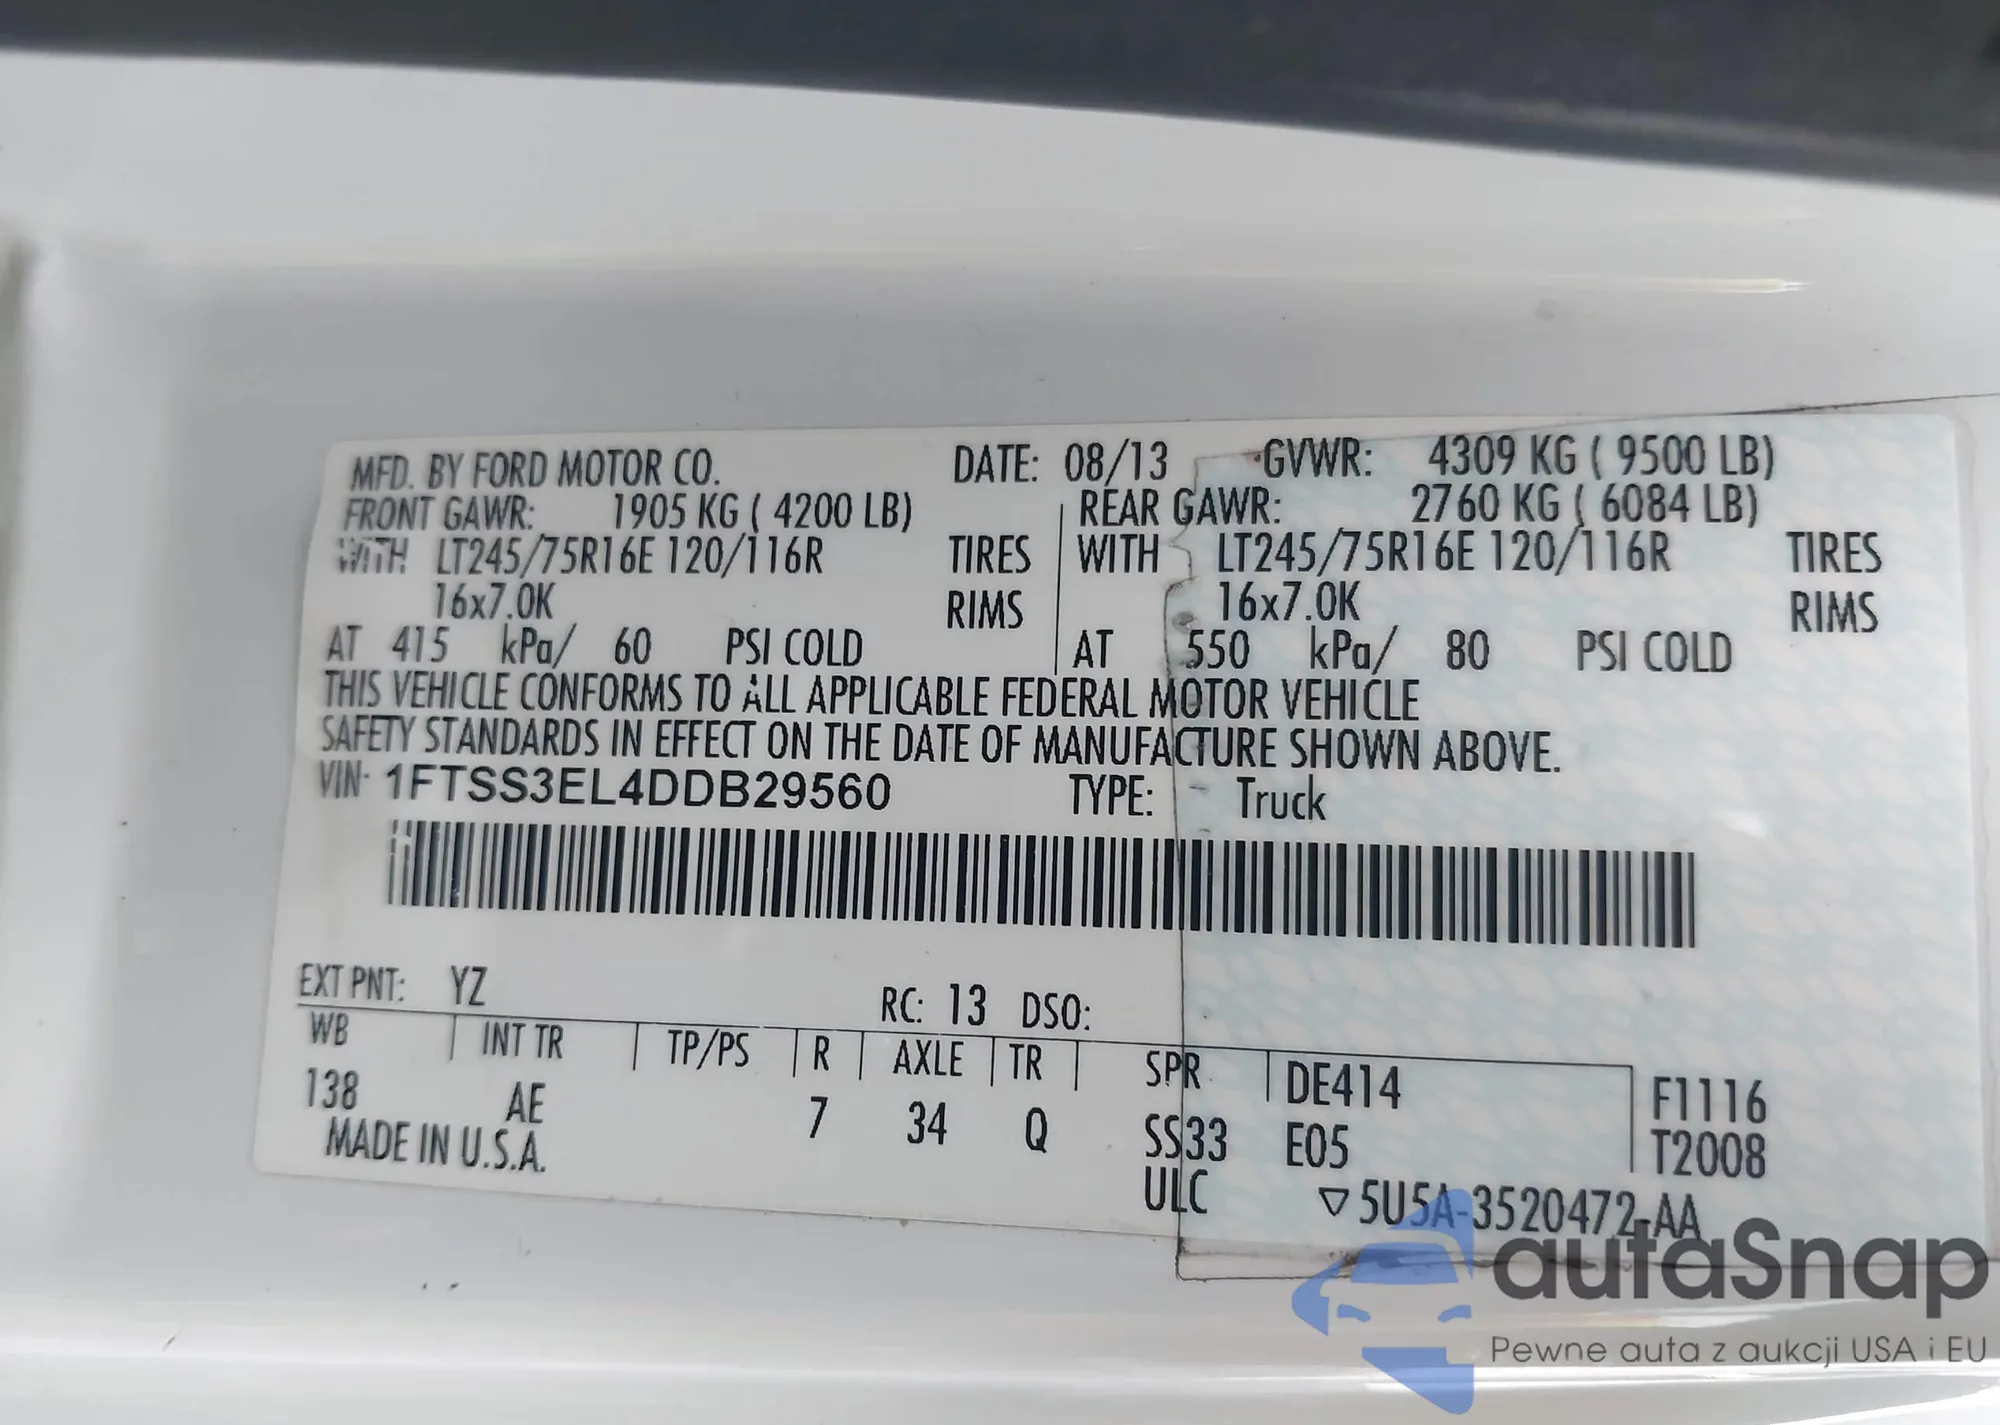 MFD. BY FORD MOTOR CO. DATE: 08/13 GVWR: 4309 KG ( 9500 LB)
FRONT GAWR: 1905 KG ( 4200 LB) REAR GAWR: 2760 KG ( 6084 LB)
WITH LT245/75R16E 120/116R TIRES WITH LT245/75R16E 120/116R TIRES
16x7.0K RIMS 16x7.0K RIMS
AT 415 kPa/ 60 PSI COLD AT 550 kPa/ 80 PSI COLD
THIS VEHICLE CONFORMS TO ALL APPLICABLE FEDERAL MOTOR VEHICLE
SAFETY STANDARDS IN EFFECT ON THE DATE OF MANUFACTURE SHOWN ABOVE.
VIN: 1FTSS3EL4DDB29560 TYPE: Truck
EXT PNT: YZ RC: 13 DSO:
WB INT TR TP/PS R AXLE TR SPR DE414 F1116
138 AE 7 34 Q SS33 E05 T2008
MADE IN U.S.A. ULC ▽5U5A-3520472-AA
autaSnap
Pewne auta z aukcji USA i EU